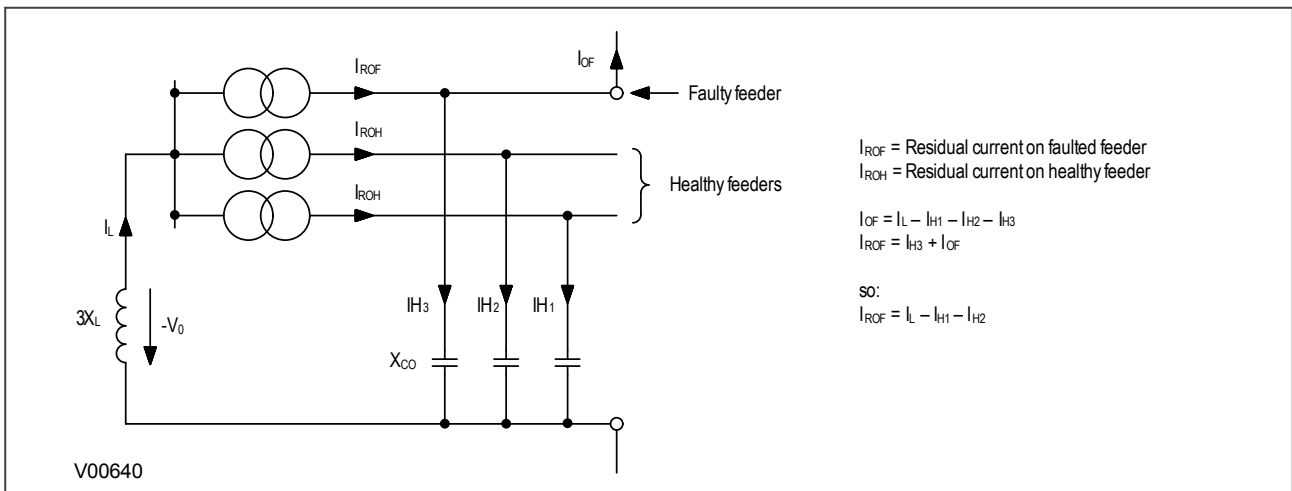 IROF
IOF
Faulty feeder
IROH
IROH
Healthy feeders
IL
3XL
-V0
IH3
IH2
IH1
XCO
IROF = Residual current on faulted feeder
IROH = Residual current on healthy feeder
IOF = IL – IH1 – IH2 – IH3
IROF = IH3 + IOF
so:
IROF = IL – IH1 – IH2
V00640